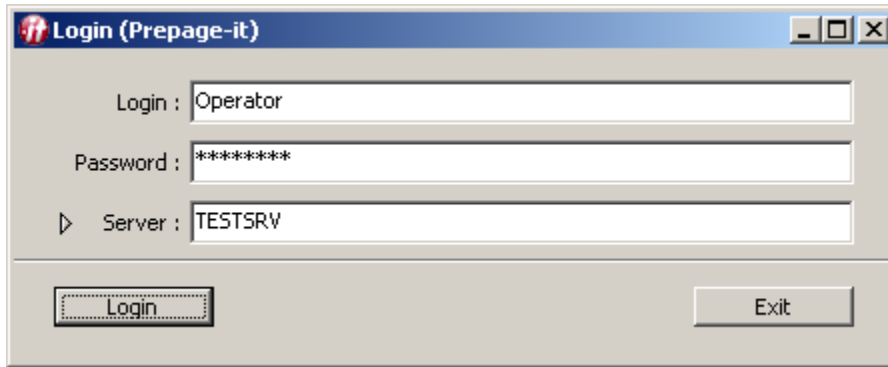 Login (Prepage-it)
Login : Operator
Password : ********
Server : TESTSRV
Login Exit